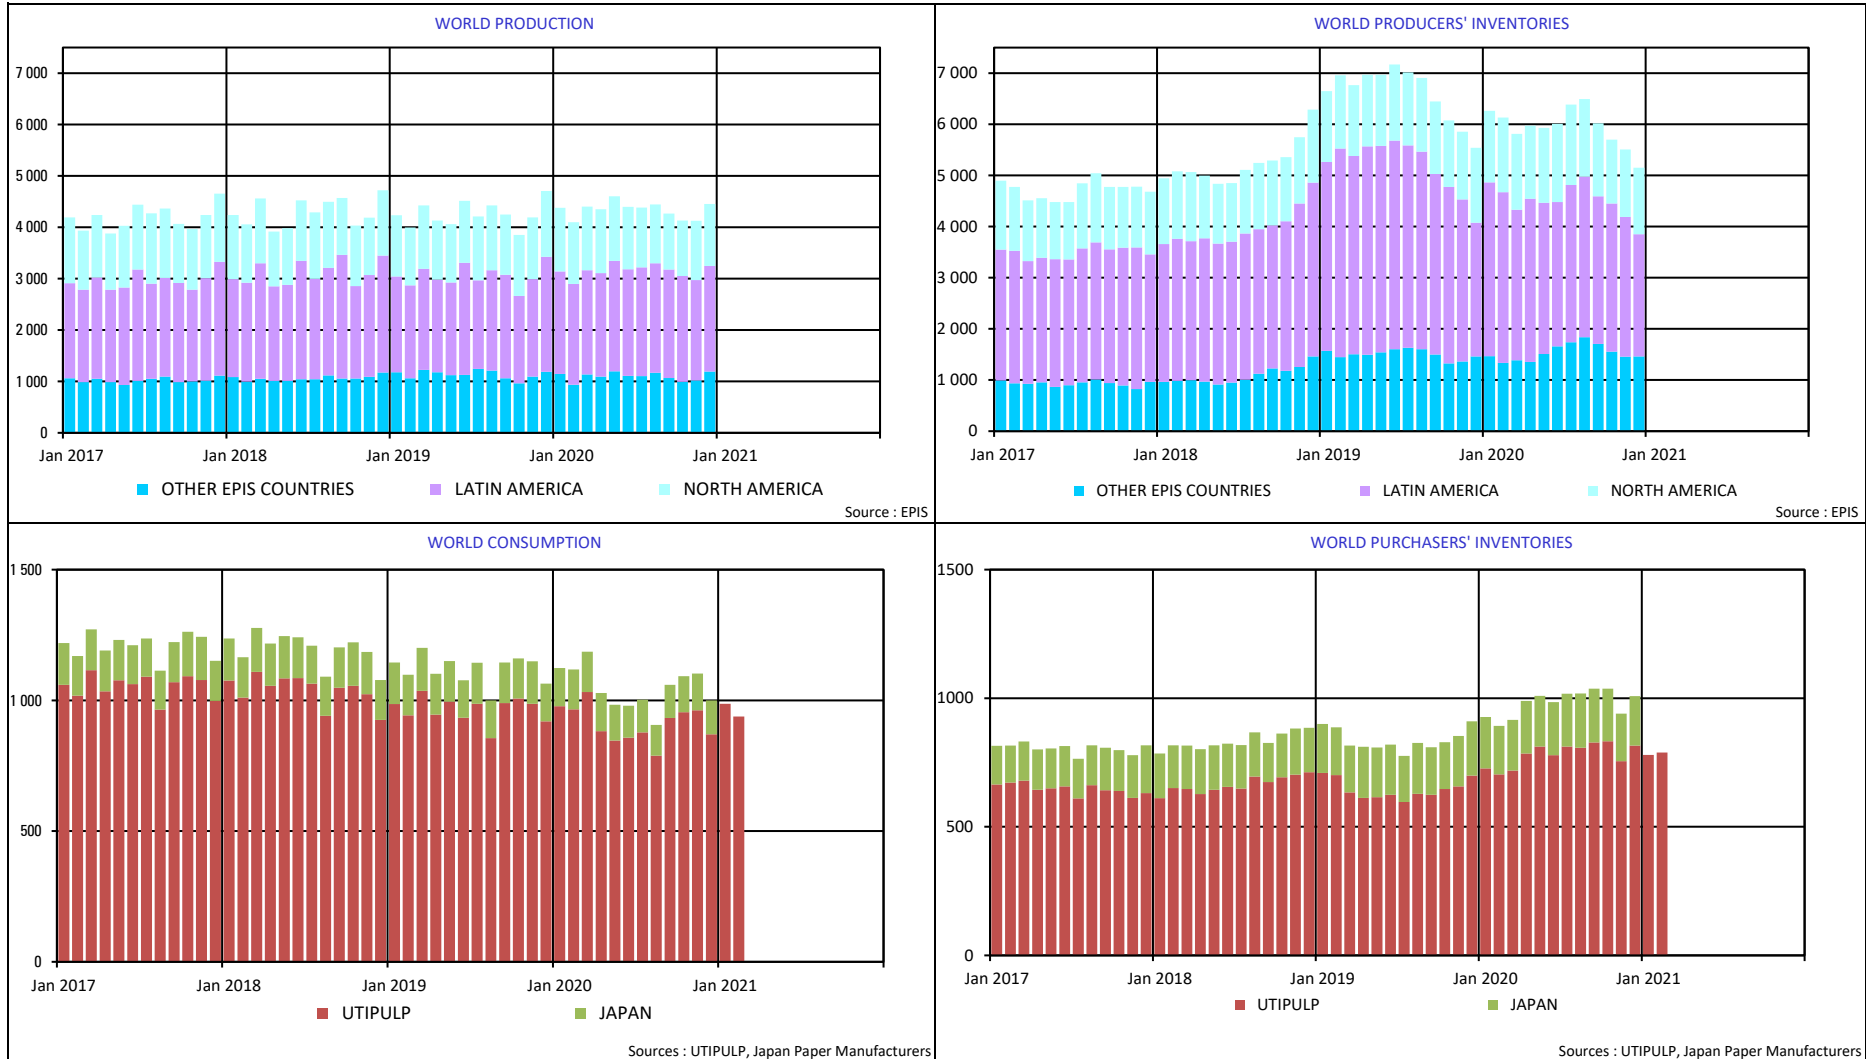 WORLD PRODUCTION
7 000
6 000
5 000
4 000
3 000
2 000
1 000
0
Jan 2017 Jan 2018 Jan 2019 Jan 2020 Jan 2021
OTHER EPIS COUNTRIES LATIN AMERICA NORTH AMERICA
Source : EPIS
WORLD PRODUCERS' INVENTORIES
7 000
6 000
5 000
4 000
3 000
2 000
1 000
0
Jan 2017 Jan 2018 Jan 2019 Jan 2020 Jan 2021
OTHER EPIS COUNTRIES LATIN AMERICA NORTH AMERICA
Source : EPIS
WORLD CONSUMPTION
1 500
1 000
500
0
Jan 2017 Jan 2018 Jan 2019 Jan 2020 Jan 2021
UTIPULP JAPAN
Sources : UTIPULP, Japan Paper Manufacturers
WORLD PURCHASERS' INVENTORIES
1500
1000
500
0
Jan 2017 Jan 2018 Jan 2019 Jan 2020 Jan 2021
UTIPULP JAPAN
Sources : UTIPULP, Japan Paper Manufacturers